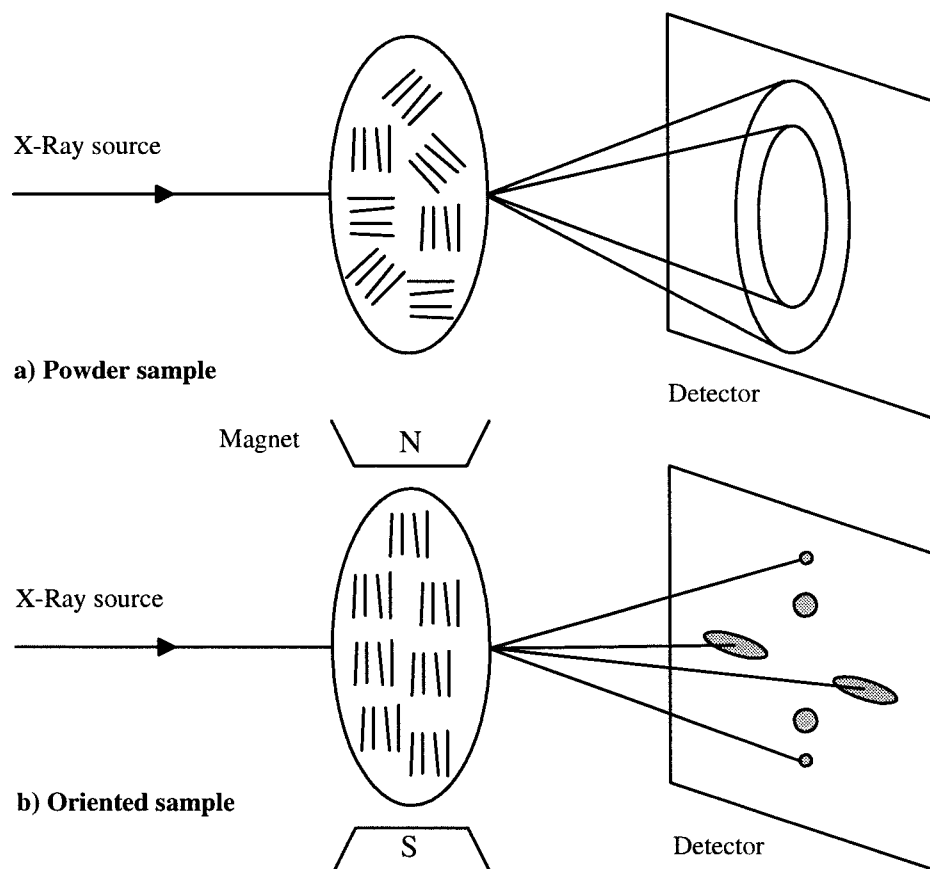 X-Ray source
a) Powder sample
Detector
Magnet
N
X-Ray source
b) Oriented sample
S
Detector